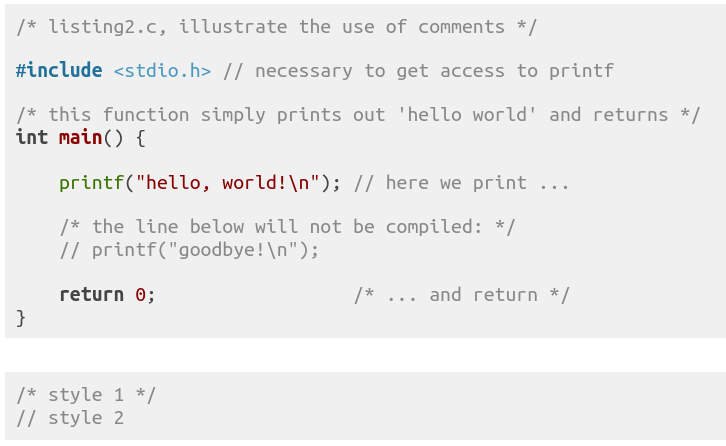 /* listing2.c, illustrate the use of comments */
#include <stdio.h> // necessary to get access to printf
/* this function simply prints out 'hello world' and returns */
int main() {
    printf("hello, world!\n"); // here we print ...
    /* the line below will not be compiled: */
    // printf("goodbye!\n");
    return 0;                  /* ... and return */
}
/* style 1 */
// style 2